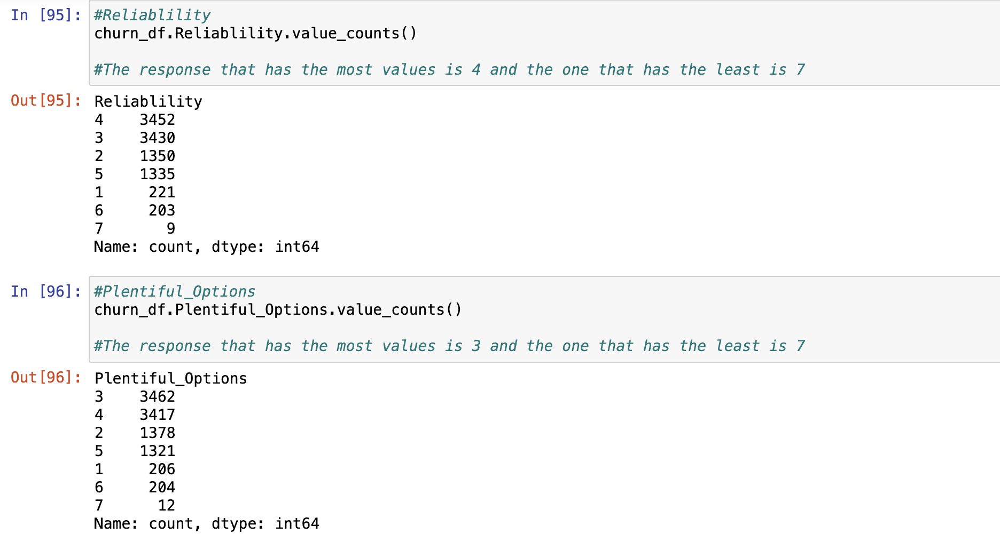 In [95]:
#Reliablility
churn_df.Reliablility.value_counts()
#The response that has the most values is 4 and the one that has the least is 7
Out[95]:
Reliablility
4    3452
3    3430
2    1350
5    1335
1     221
6     203
7       9
Name: count, dtype: int64
In [96]:
#Plentiful_Options
churn_df.Plentiful_Options.value_counts()
#The response that has the most values is 3 and the one that has the least is 7
Out[96]:
Plentiful_Options
3    3462
4    3417
2    1378
5    1321
1     206
6     204
7      12
Name: count, dtype: int64